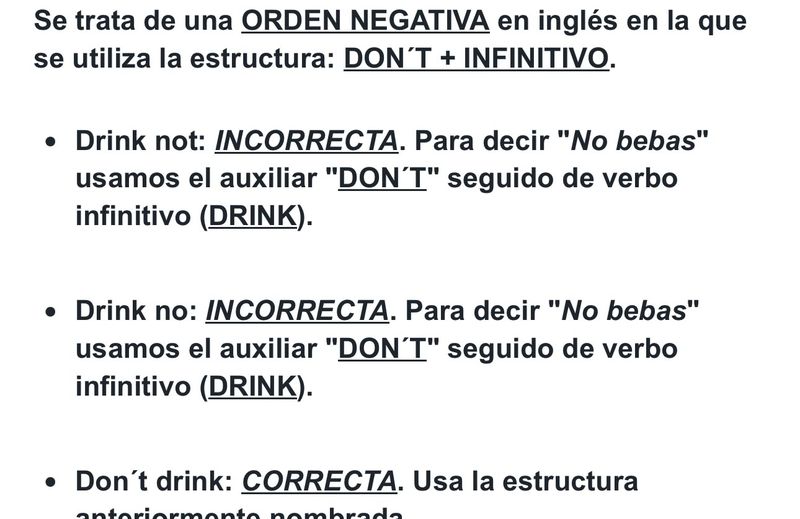 Se trata de una ORDEN NEGATIVA en inglés en la que
se utiliza la estructura: DON´T + INFINITIVO.
• Drink not: INCORRECTA. Para decir "No bebas"
usamos el auxiliar "DON´T" seguido de verbo
infinitivo (DRINK).
• Drink no: INCORRECTA. Para decir "No bebas"
usamos el auxiliar "DON´T" seguido de verbo
infinitivo (DRINK).
• Don´t drink: CORRECTA. Usa la estructura
anteriormente nombrada